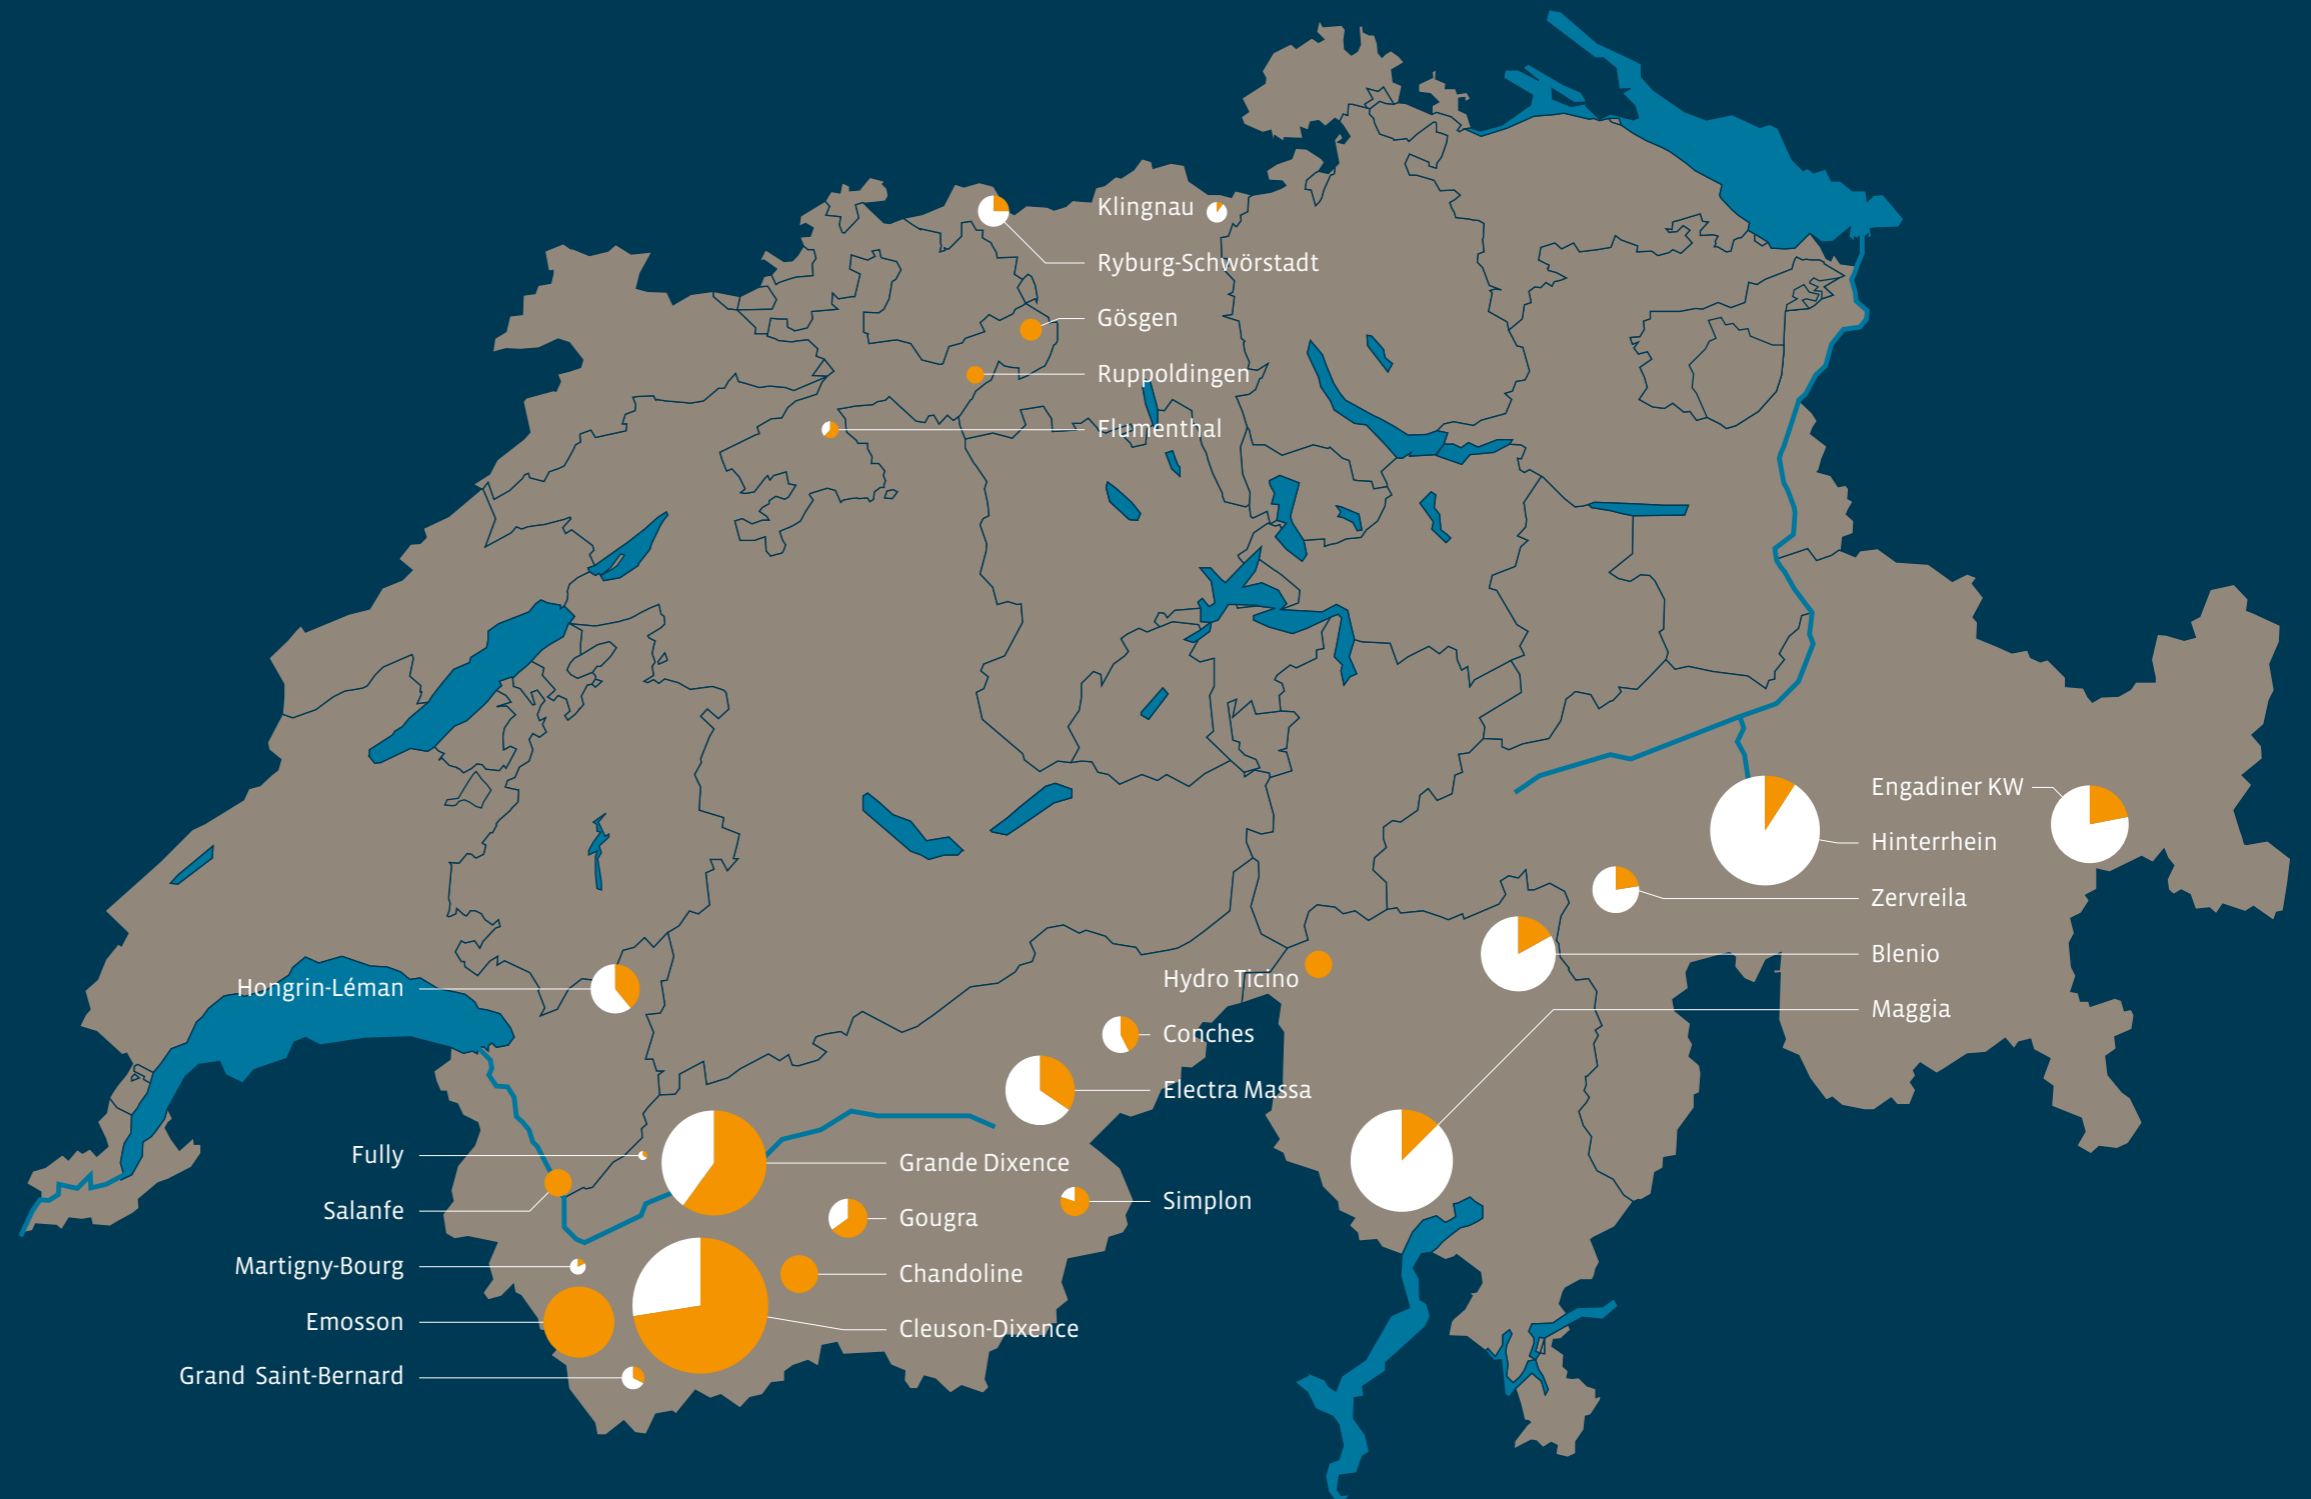 Klingnau
Ryburg-Schwörstadt
Gösgen
Ruppoldingen
Flumenthal
Engadiner KW
Hinterrhein
Zervreila
Blenio
Maggia
Hongrin-Léman
Hydro Ticino
Conches
Electra Massa
Fully
Grande Dixence
Simplon
Salanfe
Gougra
Martigny-Bourg
Chandoline
Emosson
Cleuson-Dixence
Grand Saint-Bernard